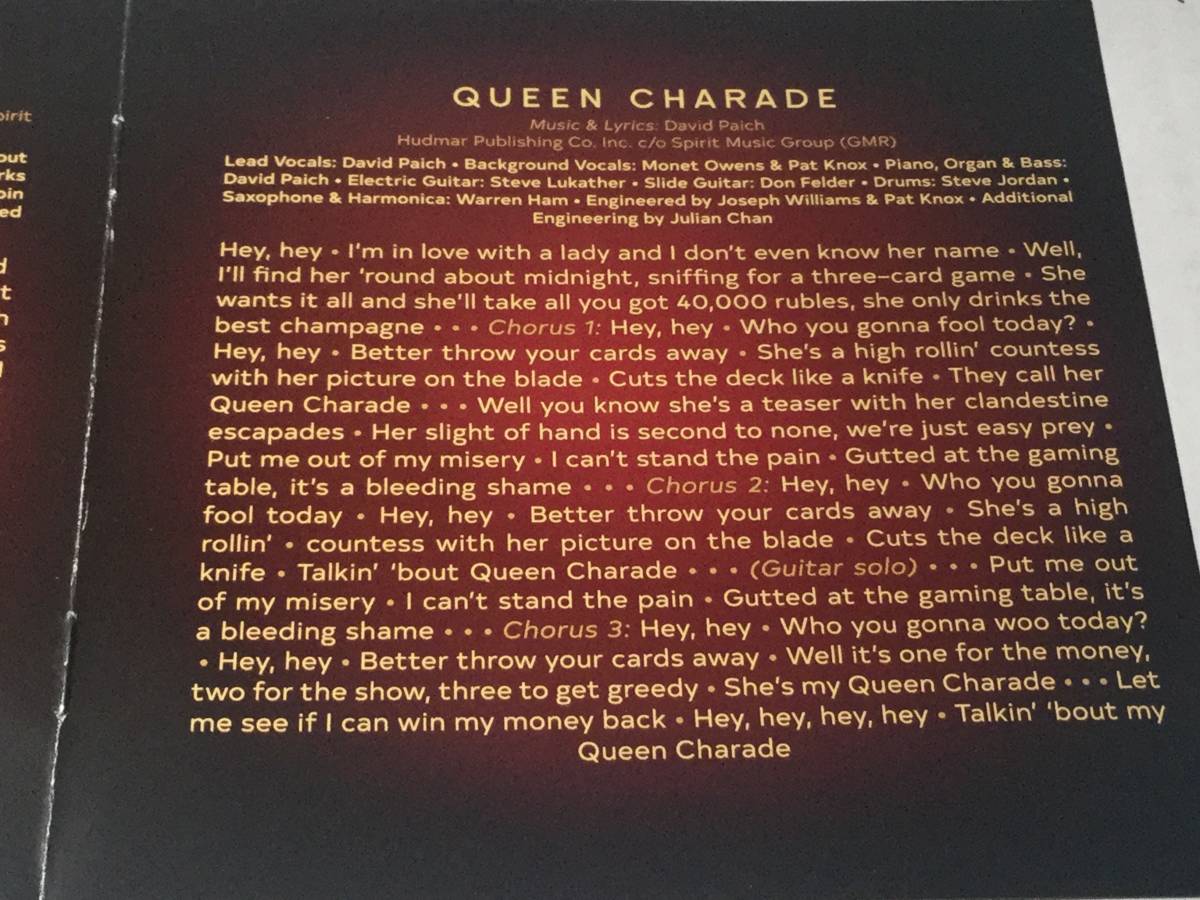 QUEEN CHARADE
Music & Lyrics: David Paich
Hudmar Publishing Co. Inc. c/o Spirit Music Group (GMR)
Lead Vocals: David Paich • Background Vocals: Monet Owens & Pat Knox • Piano, Organ & Bass:
David Paich • Electric Guitar: Steve Lukather • Slide Guitar: Don Felder • Drums: Steve Jordan •
Saxophone & Harmonica: Warren Ham • Engineered by Joseph Williams & Pat Knox • Additional
Engineering by Julian Chan
Hey, hey • I'm in love with a lady and I don't even know her name • Well,
I'll find her 'round about midnight, sniffing for a three–card game • She
wants it all and she'll take all you got 40,000 rubles, she only drinks the
best champagne • • • Chorus 1: Hey, hey • Who you gonna fool today? •
Hey, hey • Better throw your cards away • She's a high rollin' countess
with her picture on the blade • Cuts the deck like a knife • They call her
Queen Charade • • • Well you know she's a teaser with her clandestine
escapades • Her slight of hand is second to none, we're just easy prey •
Put me out of my misery • I can't stand the pain • Gutted at the gaming
table, it's a bleeding shame • • • Chorus 2: Hey, hey • Who you gonna
fool today • Hey, hey • Better throw your cards away • She's a high
rollin' • countess with her picture on the blade • Cuts the deck like a
knife • Talkin' 'bout Queen Charade • • • (Guitar solo) • • • Put me out
of my misery • I can't stand the pain • Gutted at the gaming table, it's
a bleeding shame • • • Chorus 3: Hey, hey • Who you gonna woo today?
• Hey, hey • Better throw your cards away • Well it's one for the money,
two for the show, three to get greedy • She's my Queen Charade • • • Let
me see if I can win my money back • Hey, hey, hey, hey • Talkin' 'bout my
Queen Charade